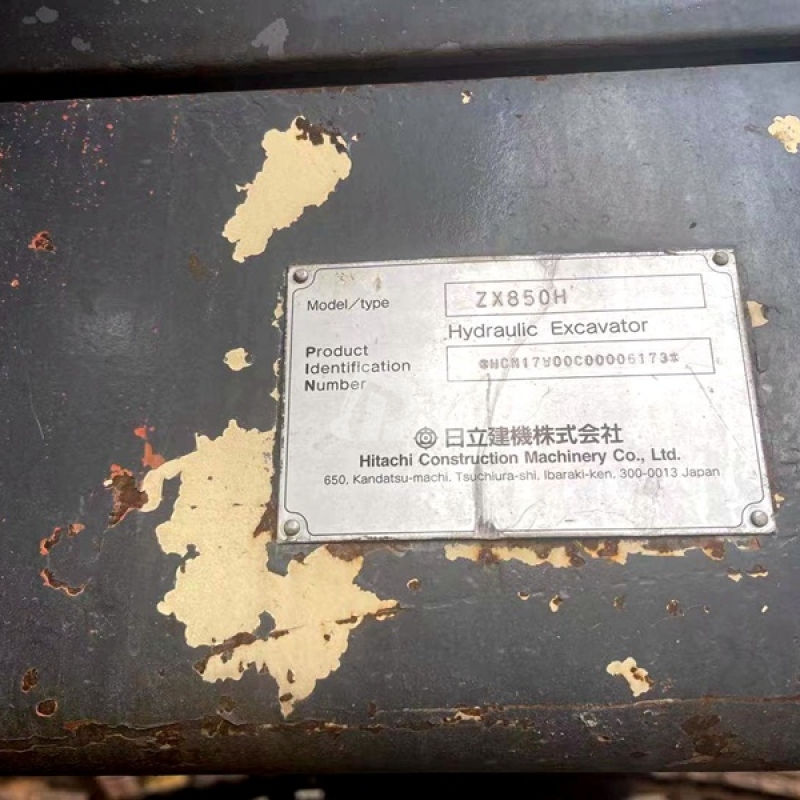 Model/type
ZX850H
Hydraulic Excavator
Product
Identification
Number
*HCM17V00C00006173*
日立建機株式会社
Hitachi Construction Machinery Co., Ltd.
650, Kandatsu-machi, Tsuchiura-shi, Ibaraki-ken, 300-0013 Japan